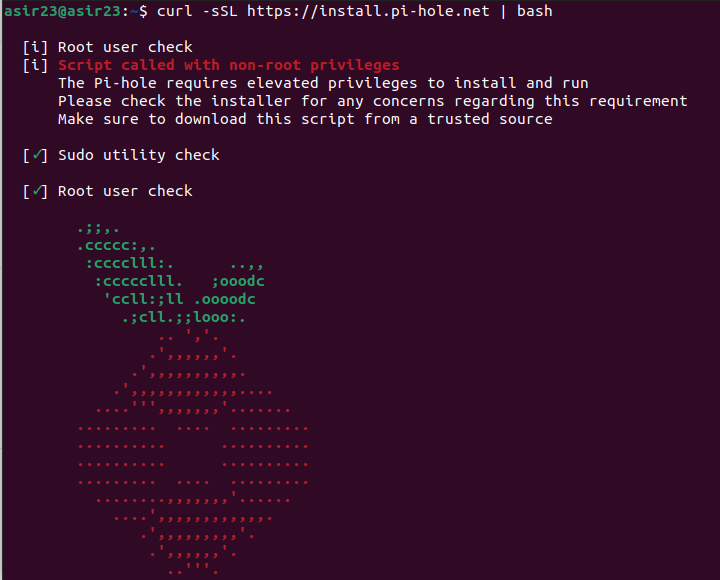 asir23@asir23:~$ curl -sSL https://install.pi-hole.net | bash
[i] Root user check
[i] Script called with non-root privileges
The Pi-hole requires elevated privileges to install and run
Please check the installer for any concerns regarding this requirement
Make sure to download this script from a trusted source
[✓] Sudo utility check
[✓] Root user check
.;;,.
.ccccc:,.
:cccclll:.      ..,,
:ccccclll.   ;ooodc
'ccll:;ll .oooodc
.;cll.;;looo:.
.. ','.
.',,,,,,'.
.',,,,,,,,,,.
.',,,,,,,,,,,,....
....''',,,,,,,'.......
.........  ....  .........
..........      ..........
..........      ..........
.........  ....  .........
........,,,,,,,'......
....',,,,,,,,,,,,.
.',,,,,,,,,'.
.',,,,,,'.
..'''.